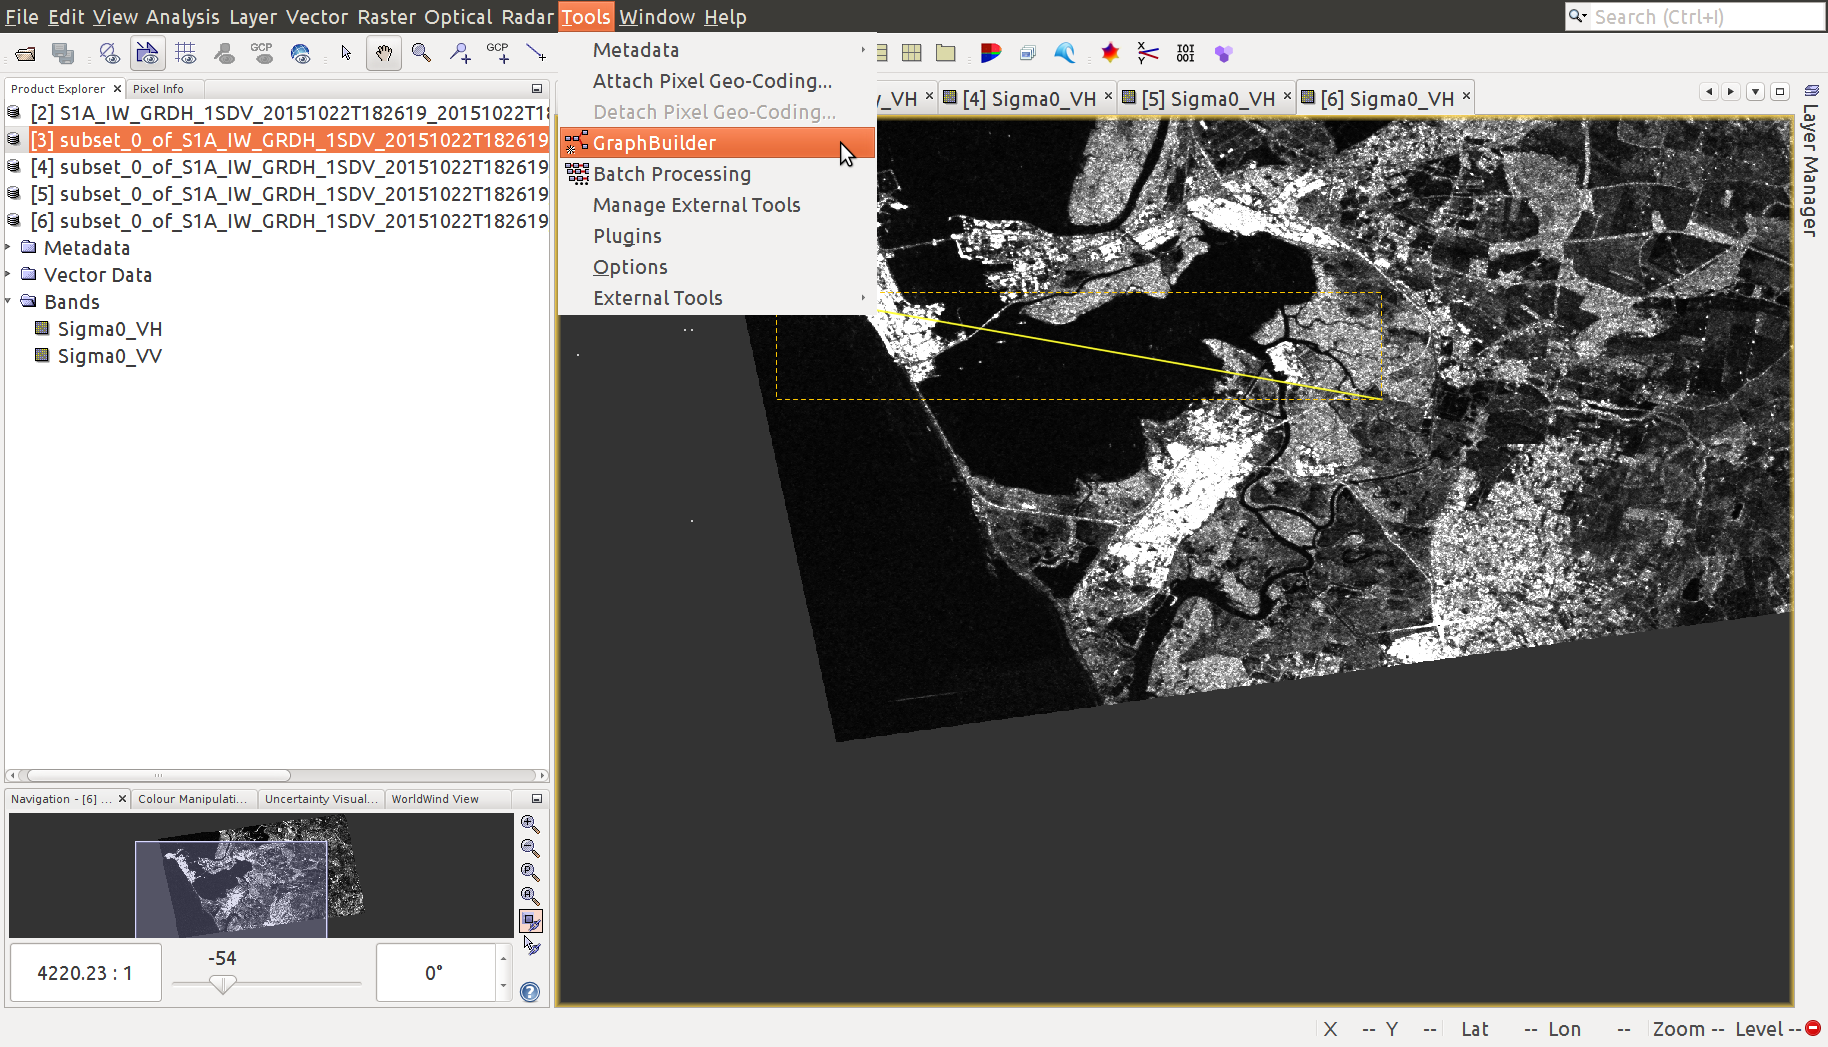 File Edit View Analysis Layer Vector Raster Optical Radar Tools Window Help
Search (Ctrl+I)
GCP
GCP
Metadata
Attach Pixel Geo-Coding...
Detach Pixel Geo-Coding...
GraphBuilder
Batch Processing
Manage External Tools
Plugins
Options
External Tools
Product Explorer
Pixel Info
[2] S1A_IW_GRDH_1SDV_20151022T182619_20151022T18
[3] subset_0_of_S1A_IW_GRDH_1SDV_20151022T182619
[4] subset_0_of_S1A_IW_GRDH_1SDV_20151022T182619
[5] subset_0_of_S1A_IW_GRDH_1SDV_20151022T182619
[6] subset_0_of_S1A_IW_GRDH_1SDV_20151022T182619
Metadata
Vector Data
Bands
Sigma0_VH
Sigma0_VV
_VH
[4] Sigma0_VH
[5] Sigma0_VH
[6] Sigma0_VH
Layer Manager
Navigation - [6] ...
Colour Manipulati...
Uncertainty Visual...
WorldWind View
4220.23 : 1
-54
0°
X -- Y -- Lat -- Lon -- Zoom -- Level --